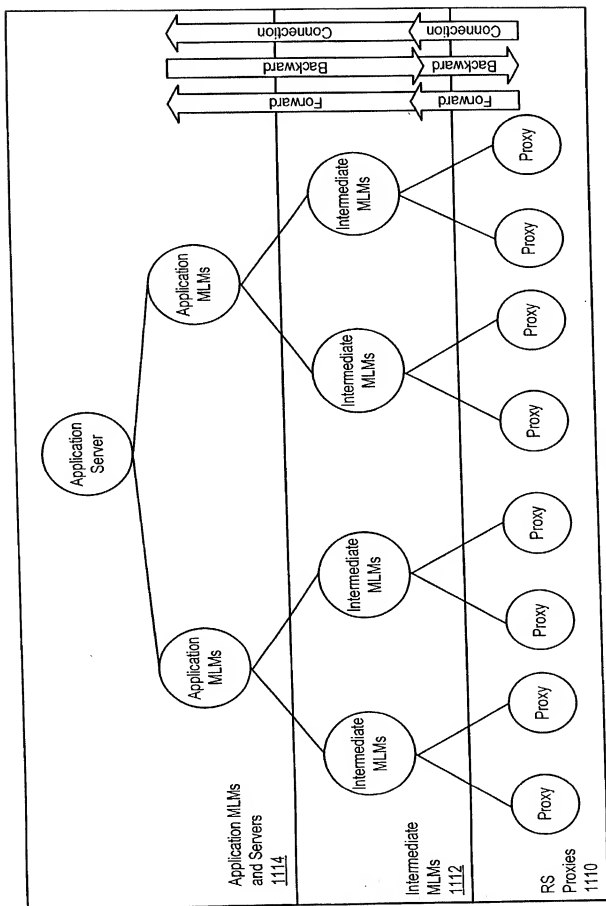 Application
Server
Application
MLMs
Application
MLMs
Application MLMs
and Servers
1114
Intermediate
MLMs
Intermediate
MLMs
Intermediate
MLMs
Intermediate
MLMs
Intermediate
MLMs
1112
Proxy
Proxy
Proxy
Proxy
Proxy
Proxy
Proxy
Proxy
RS
Proxies
1110
Forward
Forward
Backward
Backward
Connection
Connection